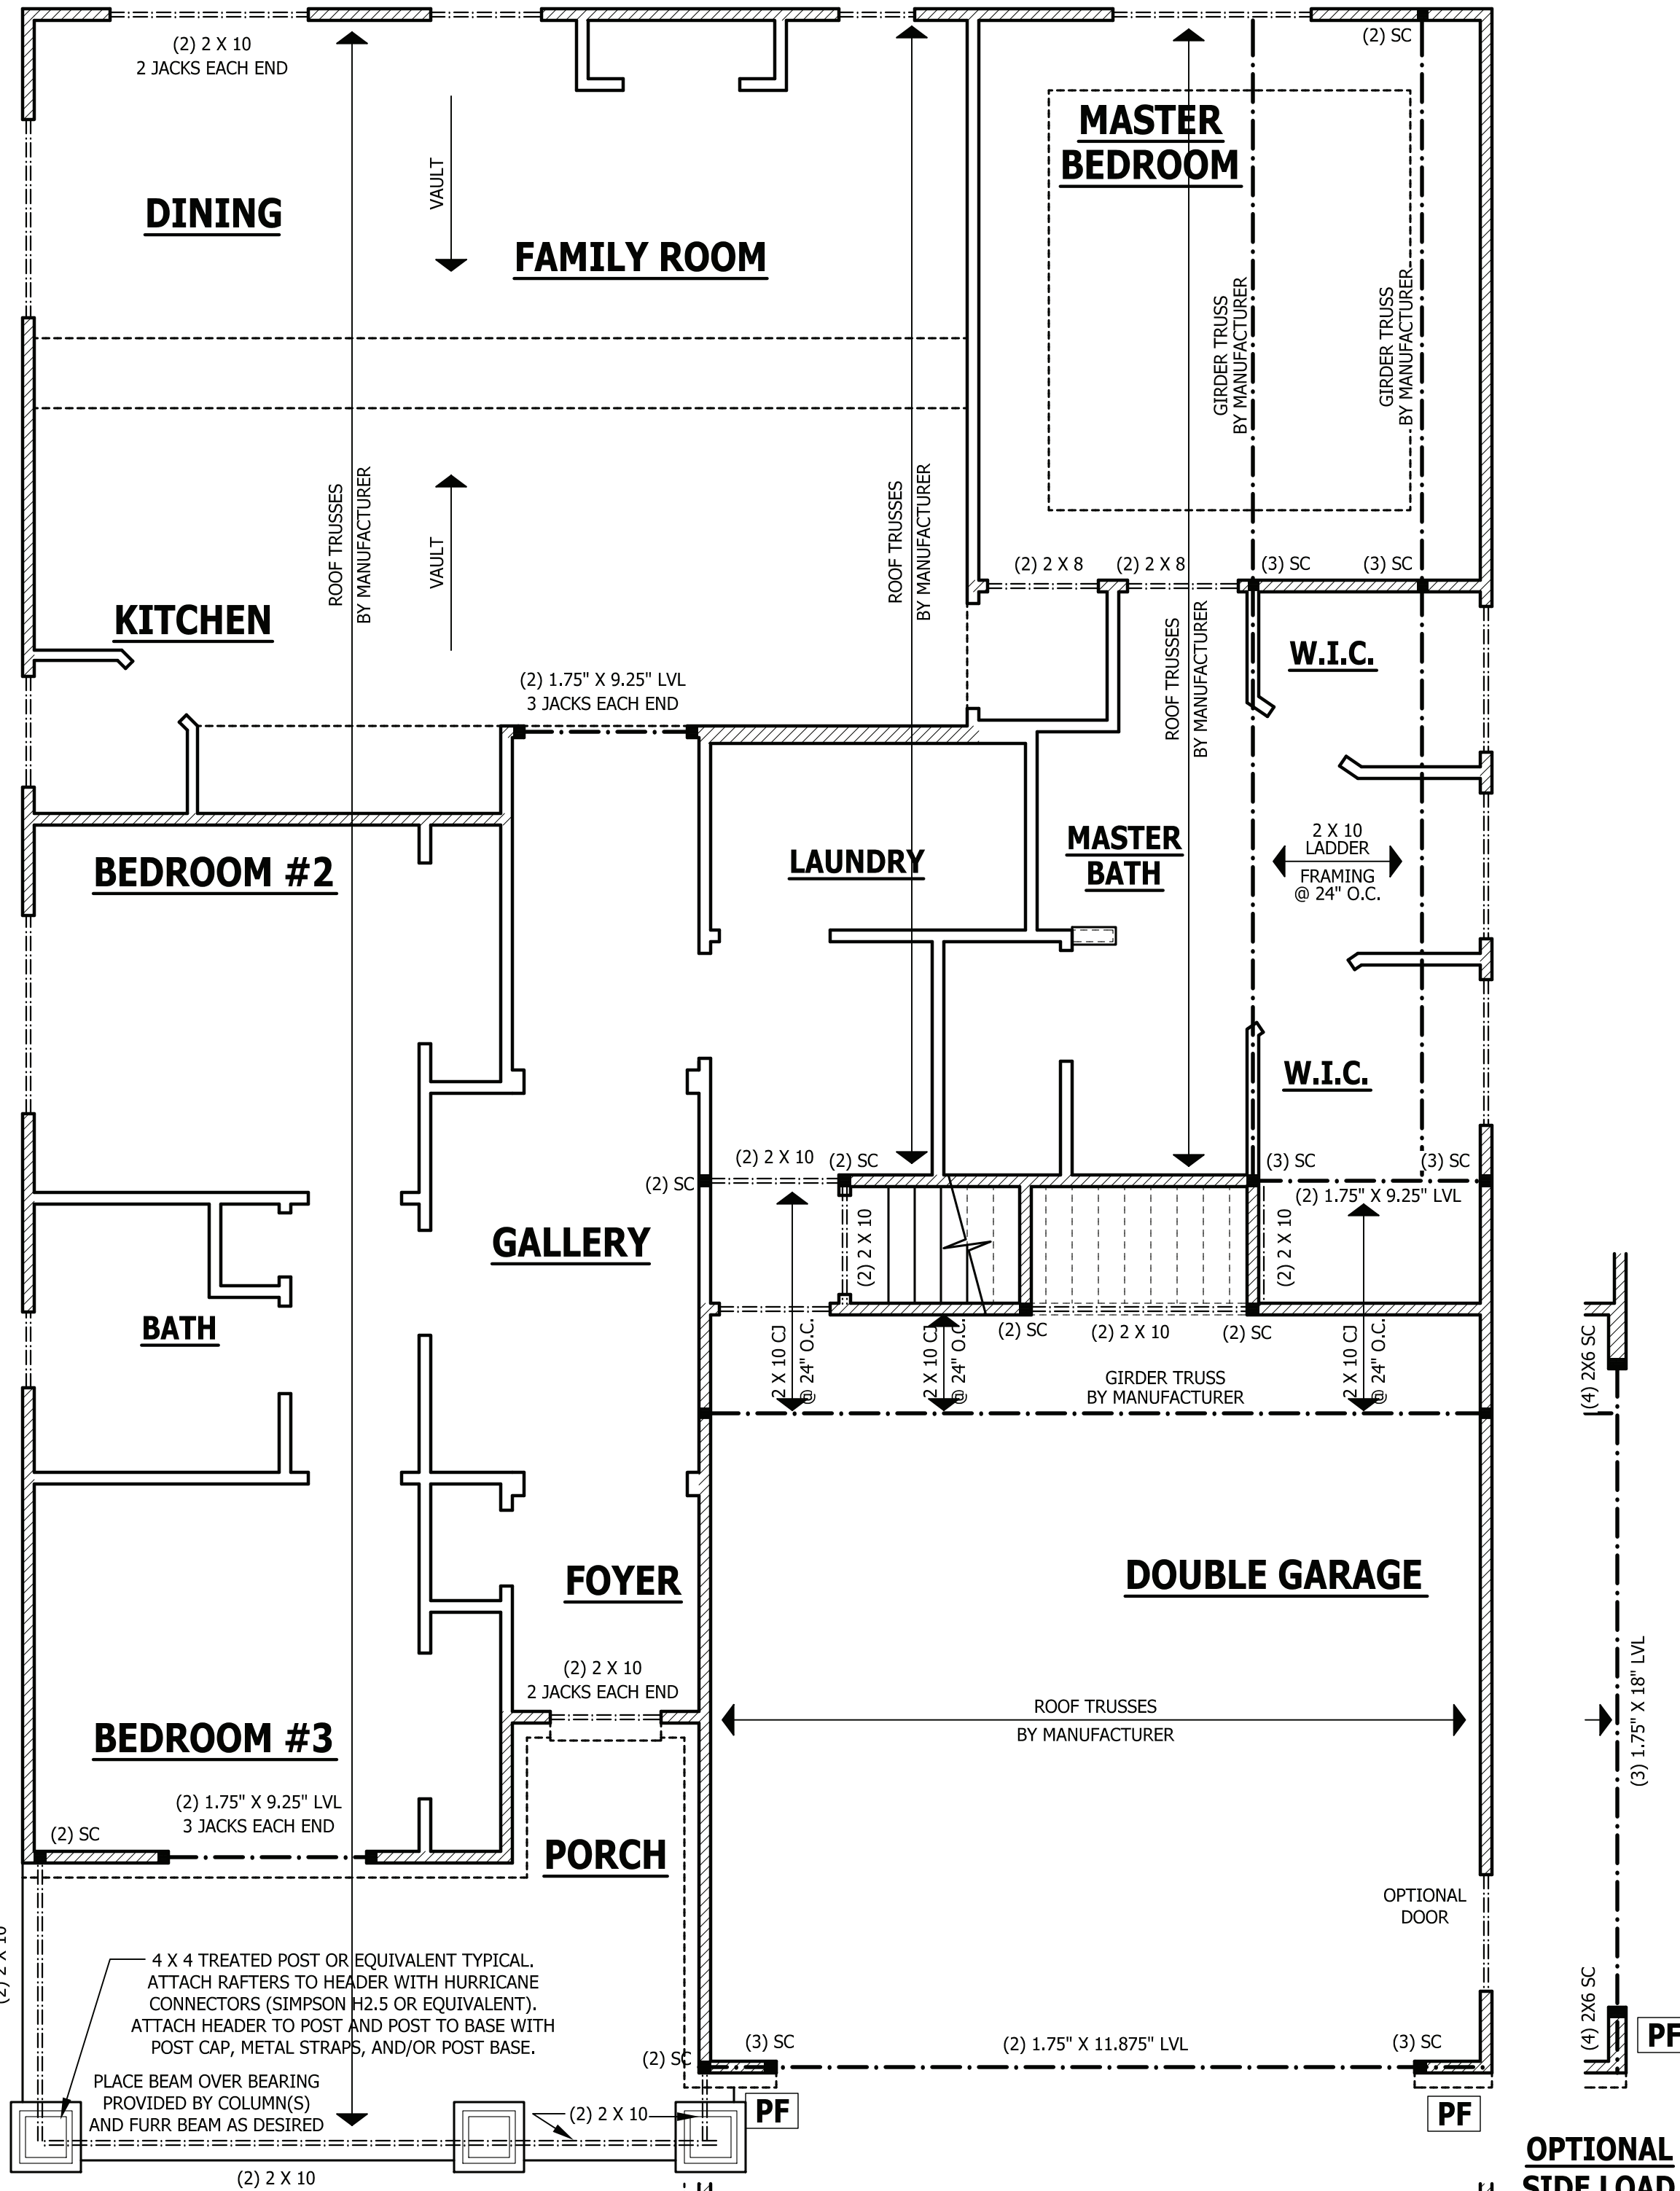 (2) 2 X 10
2 JACKS EACH END
(2) SC
MASTER
BEDROOM
DINING
VAULT
FAMILY ROOM
GIRDER TRUSS
BY MANUFACTURER
GIRDER TRUSS
BY MANUFACTURER
ROOF TRUSSES
BY MANUFACTURER
VAULT
ROOF TRUSSES
BY MANUFACTURER
(2) 2 X 8
(2) 2 X 8
(3) SC
(3) SC
KITCHEN
ROOF TRUSSES
BY MANUFACTURER
W.I.C.
(2) 1.75" X 9.25" LVL
3 JACKS EACH END
BEDROOM #2
LAUNDRY
MASTER
BATH
2 X 10
LADDER
FRAMING
@ 24" O.C.
W.I.C.
(2) SC
(2) 2 X 10
(2) SC
(3) SC
(3) SC
(2) 1.75" X 9.25" LVL
GALLERY
(2) 2 X 10
(2) 2 X 10
BATH
2 X 10 CJ
@ 24" O.C.
2 X 10 CJ
@ 24" O.C.
(2) SC
(2) 2 X 10
(2) SC
2 X 10 CJ
@ 24" O.C.
(4) 2X6 SC
GIRDER TRUSS
BY MANUFACTURER
FOYER
DOUBLE GARAGE
(2) 2 X 10
2 JACKS EACH END
ROOF TRUSSES
BY MANUFACTURER
(3) 1.75" X 18" LVL
BEDROOM #3
(2) 1.75" X 9.25" LVL
3 JACKS EACH END
(2) SC
PORCH
OPTIONAL
DOOR
(2) 2 X 10
4 X 4 TREATED POST OR EQUIVALENT TYPICAL.
ATTACH RAFTERS TO HEADER WITH HURRICANE
CONNECTORS (SIMPSON H2.5 OR EQUIVALENT).
ATTACH HEADER TO POST AND POST TO BASE WITH
POST CAP, METAL STRAPS, AND/OR POST BASE.
(2) SC
(3) SC
(2) 1.75" X 11.875" LVL
(3) SC
(4) 2X6 SC
PF
PLACE BEAM OVER BEARING
PROVIDED BY COLUMN(S)
AND FURR BEAM AS DESIRED
(2) 2 X 10
PF
PF
(2) 2 X 10
OPTIONAL
SIDE LOAD